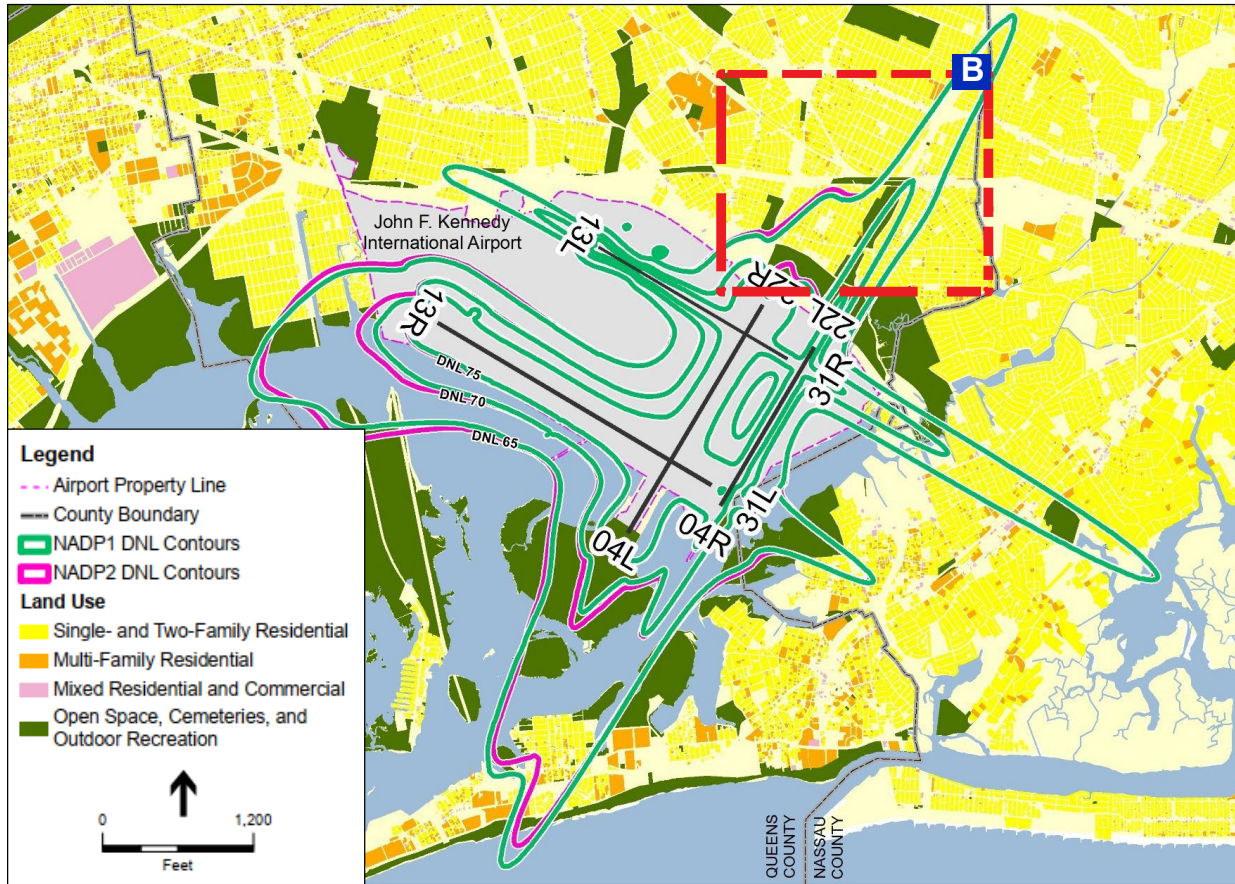 B
John F. Kennedy
International Airport
13L
13R
22R
22L
31R
DNL 75
DNL 70
DNL 65
31L
04R
04L
Legend
Airport Property Line
County Boundary
NADP1 DNL Contours
NADP2 DNL Contours
Land Use
Single- and Two-Family Residential
Multi-Family Residential
Mixed Residential and Commercial
Open Space, Cemeteries, and
Outdoor Recreation
0 1,200
Feet
QUEENS
COUNTY
NASSAU
COUNTY